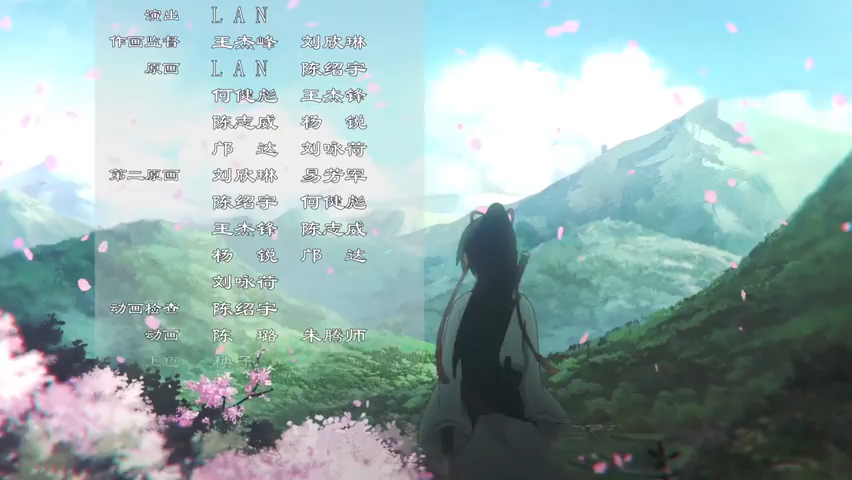 演出 LAN
作画监督 王杰峰 刘欣琳
原画 LAN 陈绍宇
何健彪 王杰锋
陈志威 杨 锐
邝 达 刘咏荷
第二原画 刘欣琳 易芳军
陈绍宇 何健彪
王杰锋 陈志威
杨 锐 邝 达
刘咏荷
动画检查 陈绍宇
动画 陈 璐 朱腾师
上色